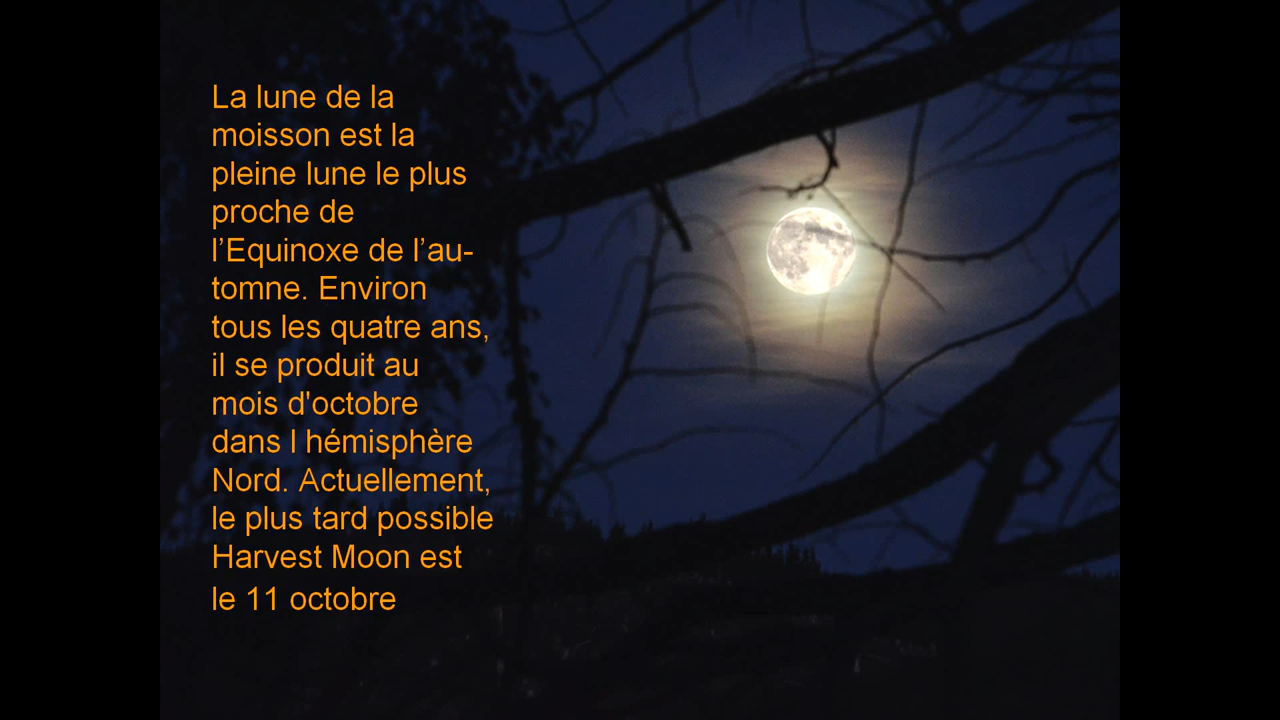 La lune de la
moisson est la
pleine lune le plus
proche de
l’Equinoxe de l’au-
tomne. Environ
tous les quatre ans,
il se produit au
mois d'octobre
dans l hémisphère
Nord. Actuellement,
le plus tard possible
Harvest Moon est
le 11 octobre